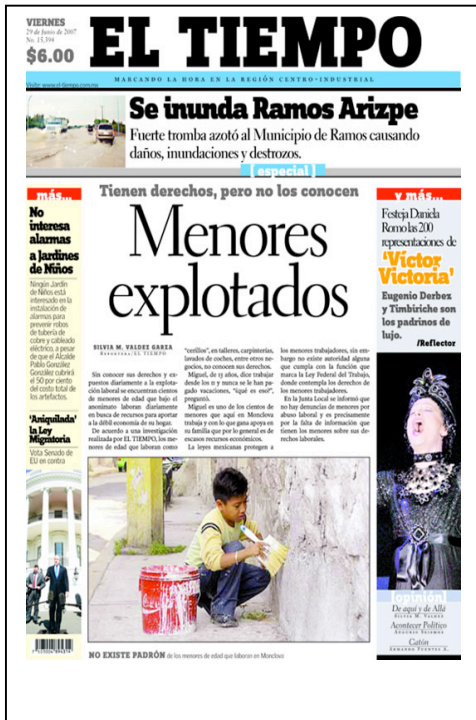 VIERNES
29 de Junio de 2007
No. 15,394
$6.00
EL TIEMPO
MARCANDO LA HORA EN LA REGIÓN CENTRO-INDUSTRIAL
Visite: www.el-tiempo.com.mx
Se inunda Ramos Arizpe
Fuerte tromba azotó al Municipio de Ramos causando
daños, inundaciones y destrozos.
[ especial ]
más...
No
interesa
alarmas
a Jardines
de Niños
Ningún Jardín
de Niños está
interesado en la
instalación de
alarmas para
prevenir robos
de tubería de
cobre y cableado
eléctrico, a pesar
de que el Alcalde
Pablo González
González cubrirá
el 50 por ciento
del costo total de
los artefactos.
'Aniquilada'
la Ley
Migratoria
Vota Senado de
EU en contra
Tienen derechos, pero no los conocen
Menores
explotados
SILVIA M. VALDEZ GARZA
Reportera/EL TIEMPO
Sin conocer sus derechos y ex-
puestos diariamente a la explota-
ción laboral se encuentran cientos
de menores de edad que bajo el
anonimato laboran diariamente
en busca de recursos para aportar
a la débil economía de su hogar.
De acuerdo a una investigación
realizada por EL TIEMPO, los me-
nores de edad que laboran como
"cerillos", en talleres, carpinterías,
lavados de coches, entre otros ne-
gocios, no conocen sus derechos.
Miguel, de 13 años, dice trabajar
desde los 11 y nunca se le han pa-
gado vacaciones, "qué es eso?",
preguntó.
Miguel es uno de los cientos de
menores que aquí en Monclova
trabaja y con lo que gana apoya en
su familia que por lo general es de
escasos recursos económicos.
La leyes mexicanas protegen a
los menores trabajadores, sin em-
bargo no existe autoridad alguna
que cumpla con la función que
marca la Ley Federal del Trabajo,
donde contempla los derechos de
los menores trabajadores.
En la Junta Local se informó que
no hay denuncias de menores por
abuso laboral y es precisamente
por la falta de información que
tienen los menores sobre sus de-
rechos laborales.
NO EXISTE PADRÓN de los menores de edad que laboran en Monclova
y más...
Festeja Daniela
Romo las 200
representaciones de
'Víctor
Victoria'
Eugenio Derbez
y Timbiriche son
los padrinos de
lujo.
/Reflector
[opinión]
De aquí y de Allá
SILVIA M. VALDEZ
Acontecer Político
Catón
ARMANDO FUENTES A.